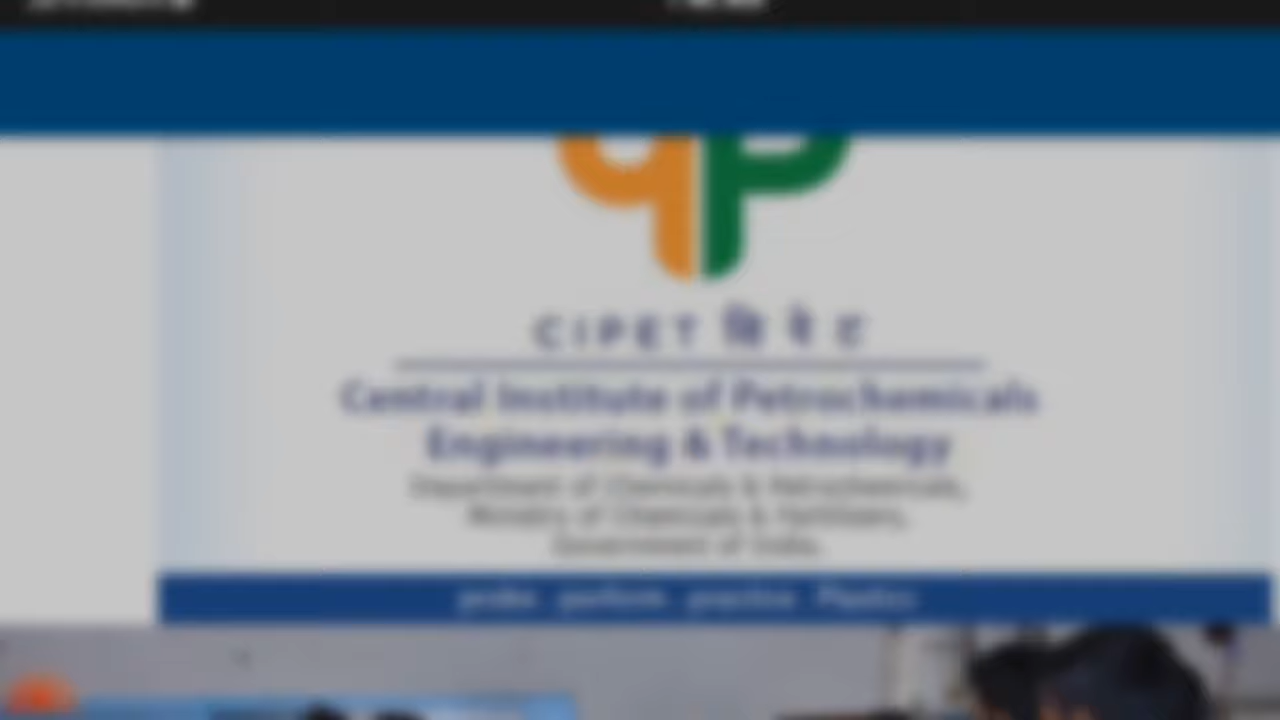 CIPET सिपेट
Central Institute of Petrochemicals
Engineering & Technology
Department of Chemicals & Petrochemicals,
Ministry of Chemicals & Fertilizers,
Government of India.
probe . perform . practice . Plastics